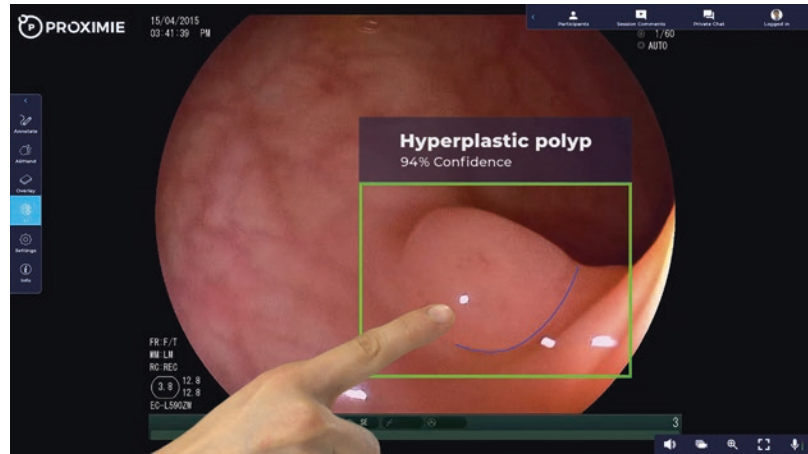 PROXIMIE
15/04/2015
03:41:39 PM
Participants
Session Comments
Private Chat
Logged in
1/60
AUTO
Annotate
AllHand
Overlay
Settings
Info
Hyperplastic polyp
94% Confidence
FR:F/T
WM:LM
RC:REC
3.8
12.8
12.8
EC-L590ZW
SE
3